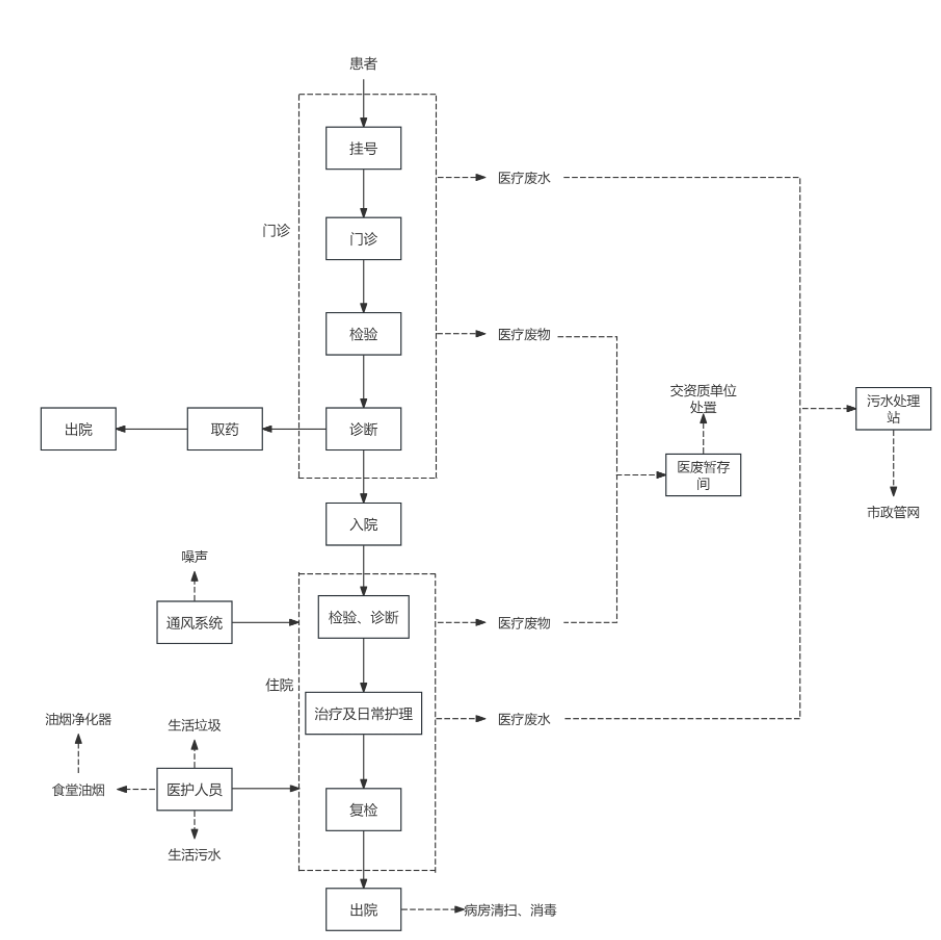 患者
挂号
医疗废水
门诊
门诊
检验
医疗废物
交资质单位
处置
污水处理
站
出院
取药
诊断
医废暂存
间
市政管网
入院
噪声
通风系统
检验、诊断
医疗废物
住院
治疗及日常护理
医疗废水
油烟净化器
生活垃圾
食堂油烟
医护人员
复检
生活污水
出院
病房清扫、消毒